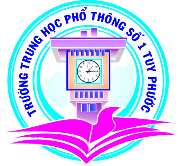 TRƯỜNG TRUNG HỌC PHỔ THÔNG SỐ 1 TUY PHƯỚC